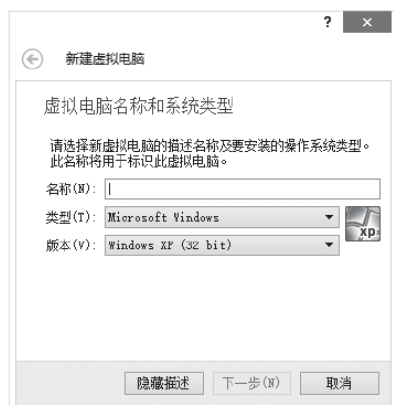 ? ×
新建虚拟电脑
虚拟电脑名称和系统类型
请选择新虚拟电脑的描述名称及要安装的操作系统类型。
此名称将用于标识此虚拟电脑。
名称(N):
类型(T): Microsoft Windows
xp
版本(V): Windows XP (32 bit)
隐藏描述 下一步(N) 取消